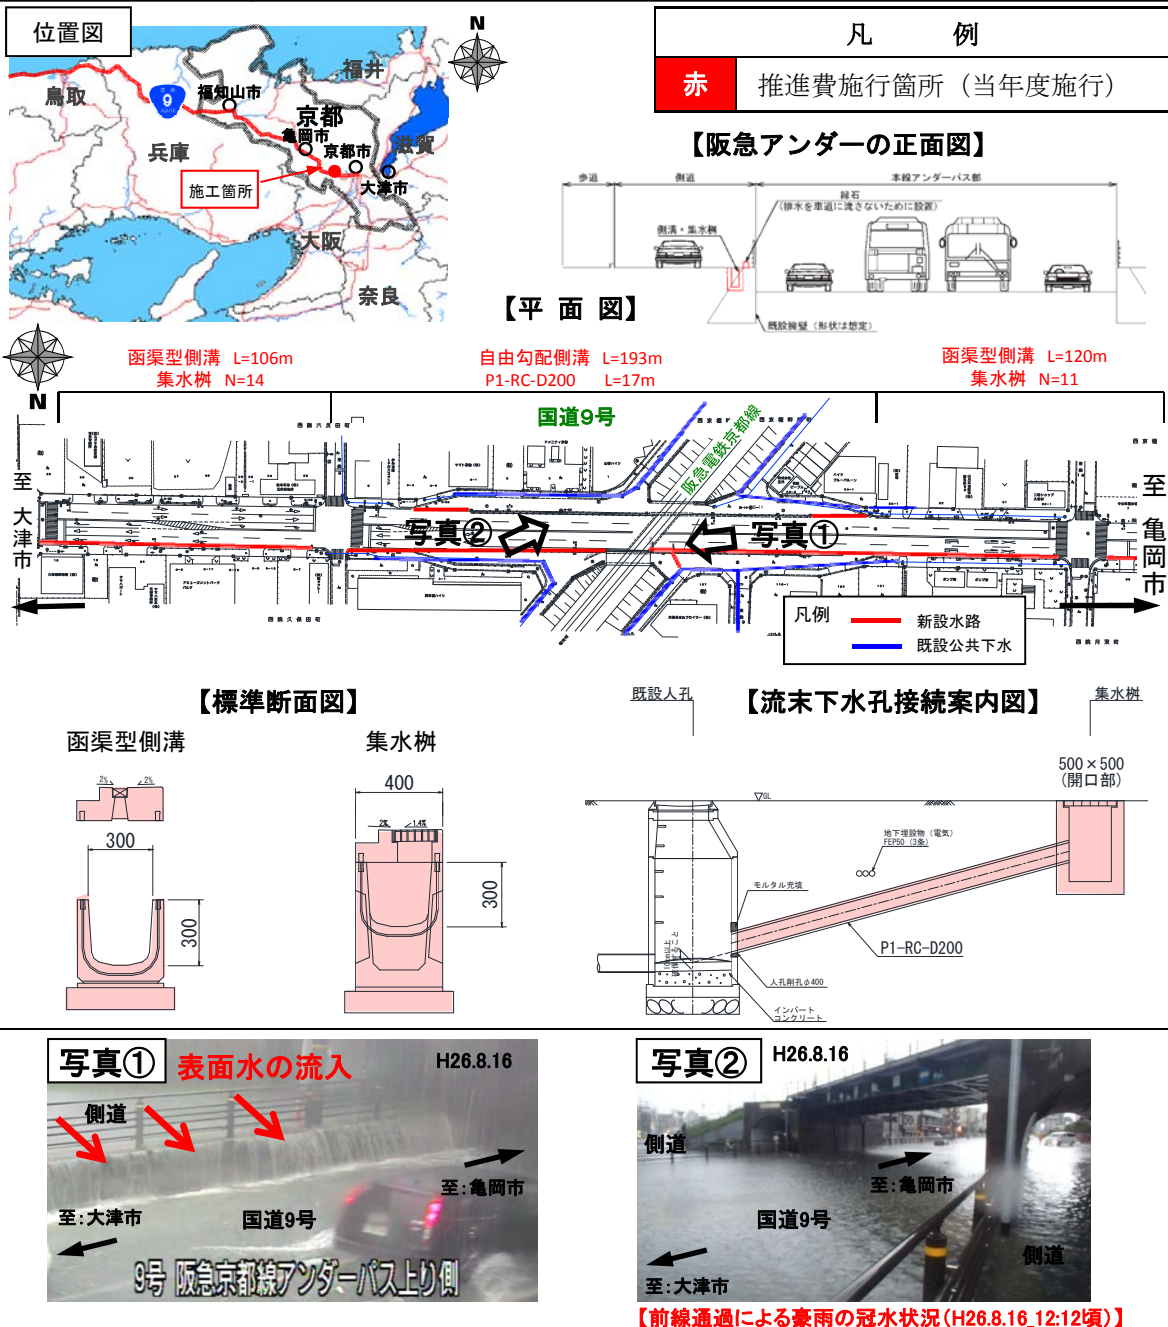 位置図
N
鳥取
福井
福知山市
9
京都
亀岡市
京都市
滋賀
兵庫
大津市
施工箇所
大阪
奈良
凡　例
赤
推進費施行箇所（当年度施行）
【阪急アンダーの正面図】
歩道
側道
本線アンダーパス部
縁石
（排水を車道に流さないために設置）
側溝・集水桝
既設擁壁（形状は想定）
【平 面 図】
N
函渠型側溝 L=106m
集水桝 N=14
自由勾配側溝 L=193m
P1-RC-D200 L=17m
函渠型側溝 L=120m
集水桝 N=11
国道9号
阪急電鉄京都線
至 大津市
写真②
写真①
至 亀岡市
凡例
新設水路
既設公共下水
【標準断面図】
函渠型側溝
集水桝
2%
2%
300
300
400
2%
1.4%
300
【流末下水孔接続案内図】
既設人孔
集水桝
500×500
（開口部）
▽GL
地下埋設物（電気）
FEP50（3条）
モルタル充填
P1-RC-D200
人孔削孔φ400
インバート
コンクリート
写真①
表面水の流入
H26.8.16
側道
至：亀岡市
至：大津市
国道9号
9号 阪急京都線アンダーパス上り側
写真②
H26.8.16
側道
至：亀岡市
国道9号
側道
至：大津市
【前線通過による豪雨の冠水状況（H26.8.16_12:12頃）】